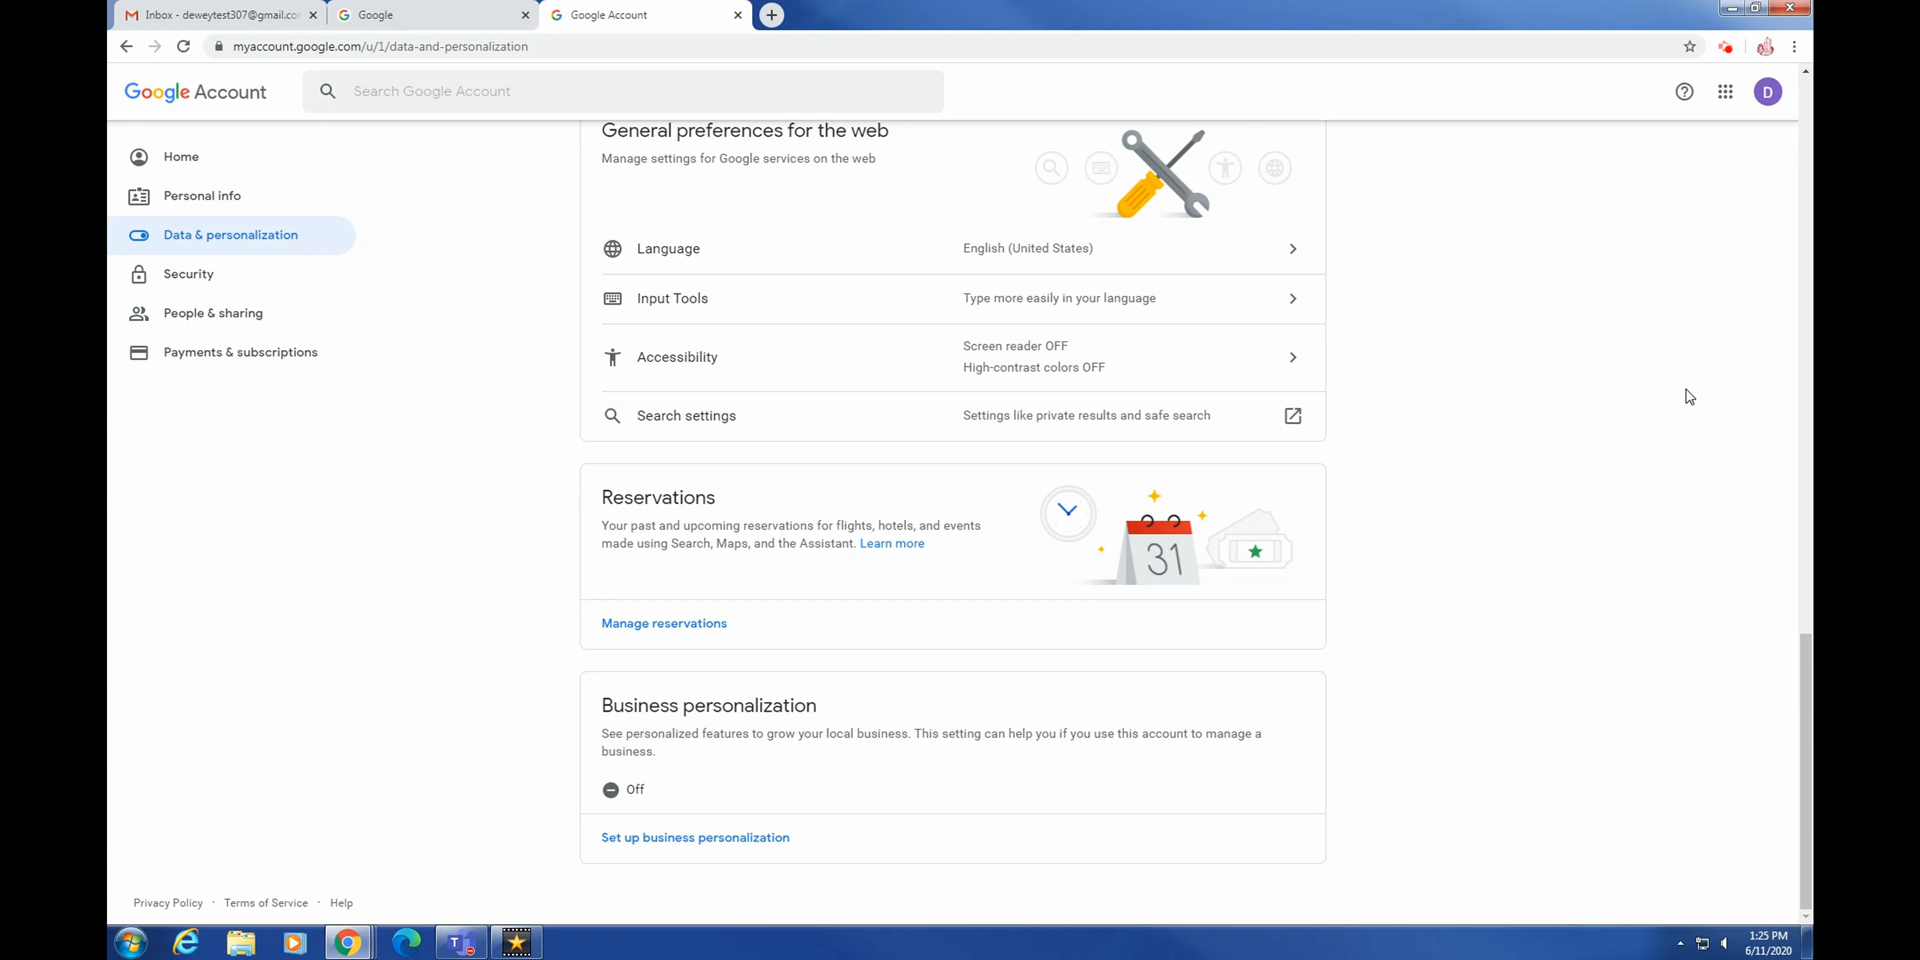 Inbox - deweytest307@gmail.co
Google
Google Account
myaccount.google.com/u/1/data-and-personalization
Google Account
Search Google Account
D
Home
Personal info
Data & personalization
Security
People & sharing
Payments & subscriptions
General preferences for the web
Manage settings for Google services on the web
Language
English (United States)
Input Tools
Type more easily in your language
Accessibility
Screen reader OFF
High-contrast colors OFF
Search settings
Settings like private results and safe search
Reservations
Your past and upcoming reservations for flights, hotels, and events
made using Search, Maps, and the Assistant. Learn more
31
Manage reservations
Business personalization
See personalized features to grow your local business. This setting can help you if you use this account to manage a
business.
Off
Set up business personalization
Privacy Policy · Terms of Service · Help
1:25 PM
6/11/2020